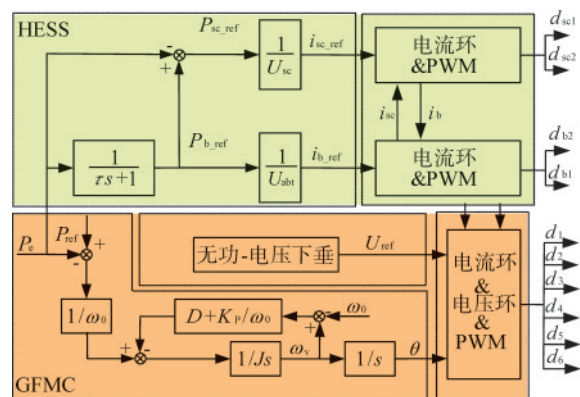 HESS
P_sc_ref
1/U_sc
i_sc_ref
电流环
&PWM
d_sc1
d_sc2
-
+
i_sc
i_b
P_b_ref
1/(τs+1)
1/U_abt
i_b_ref
电流环
&PWM
d_b2
d_b1
P_e
P_ref
+
-
无功-电压下垂
U_ref
电流环
&
电压环
&
PWM
d_1
d_2
d_3
d_4
d_5
d_6
1/ω_0
D+K_P/ω_0
-
+
ω_0
+
-
1/Js
ω_v
1/s
θ
GFMC